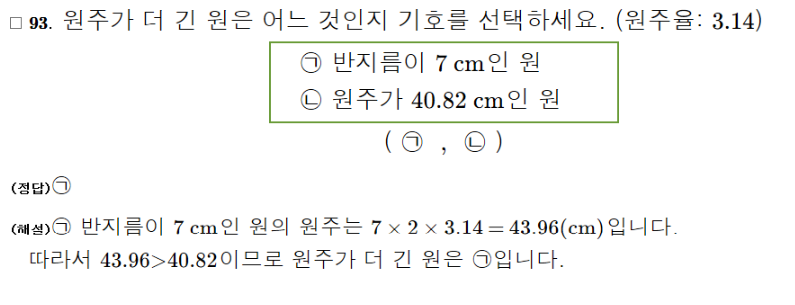 □ 93. 원주가 더 긴 원은 어느 것인지 기호를 선택하세요. (원주율: 3.14)
㉠ 반지름이 7 cm인 원
㉡ 원주가 40.82 cm인 원
( ㉠ , ㉡ )
(정답)㉠
(해설)㉠ 반지름이 7 cm인 원의 원주는 7 × 2 × 3.14 = 43.96(cm)입니다.
따라서 43.96>40.82이므로 원주가 더 긴 원은 ㉠입니다.